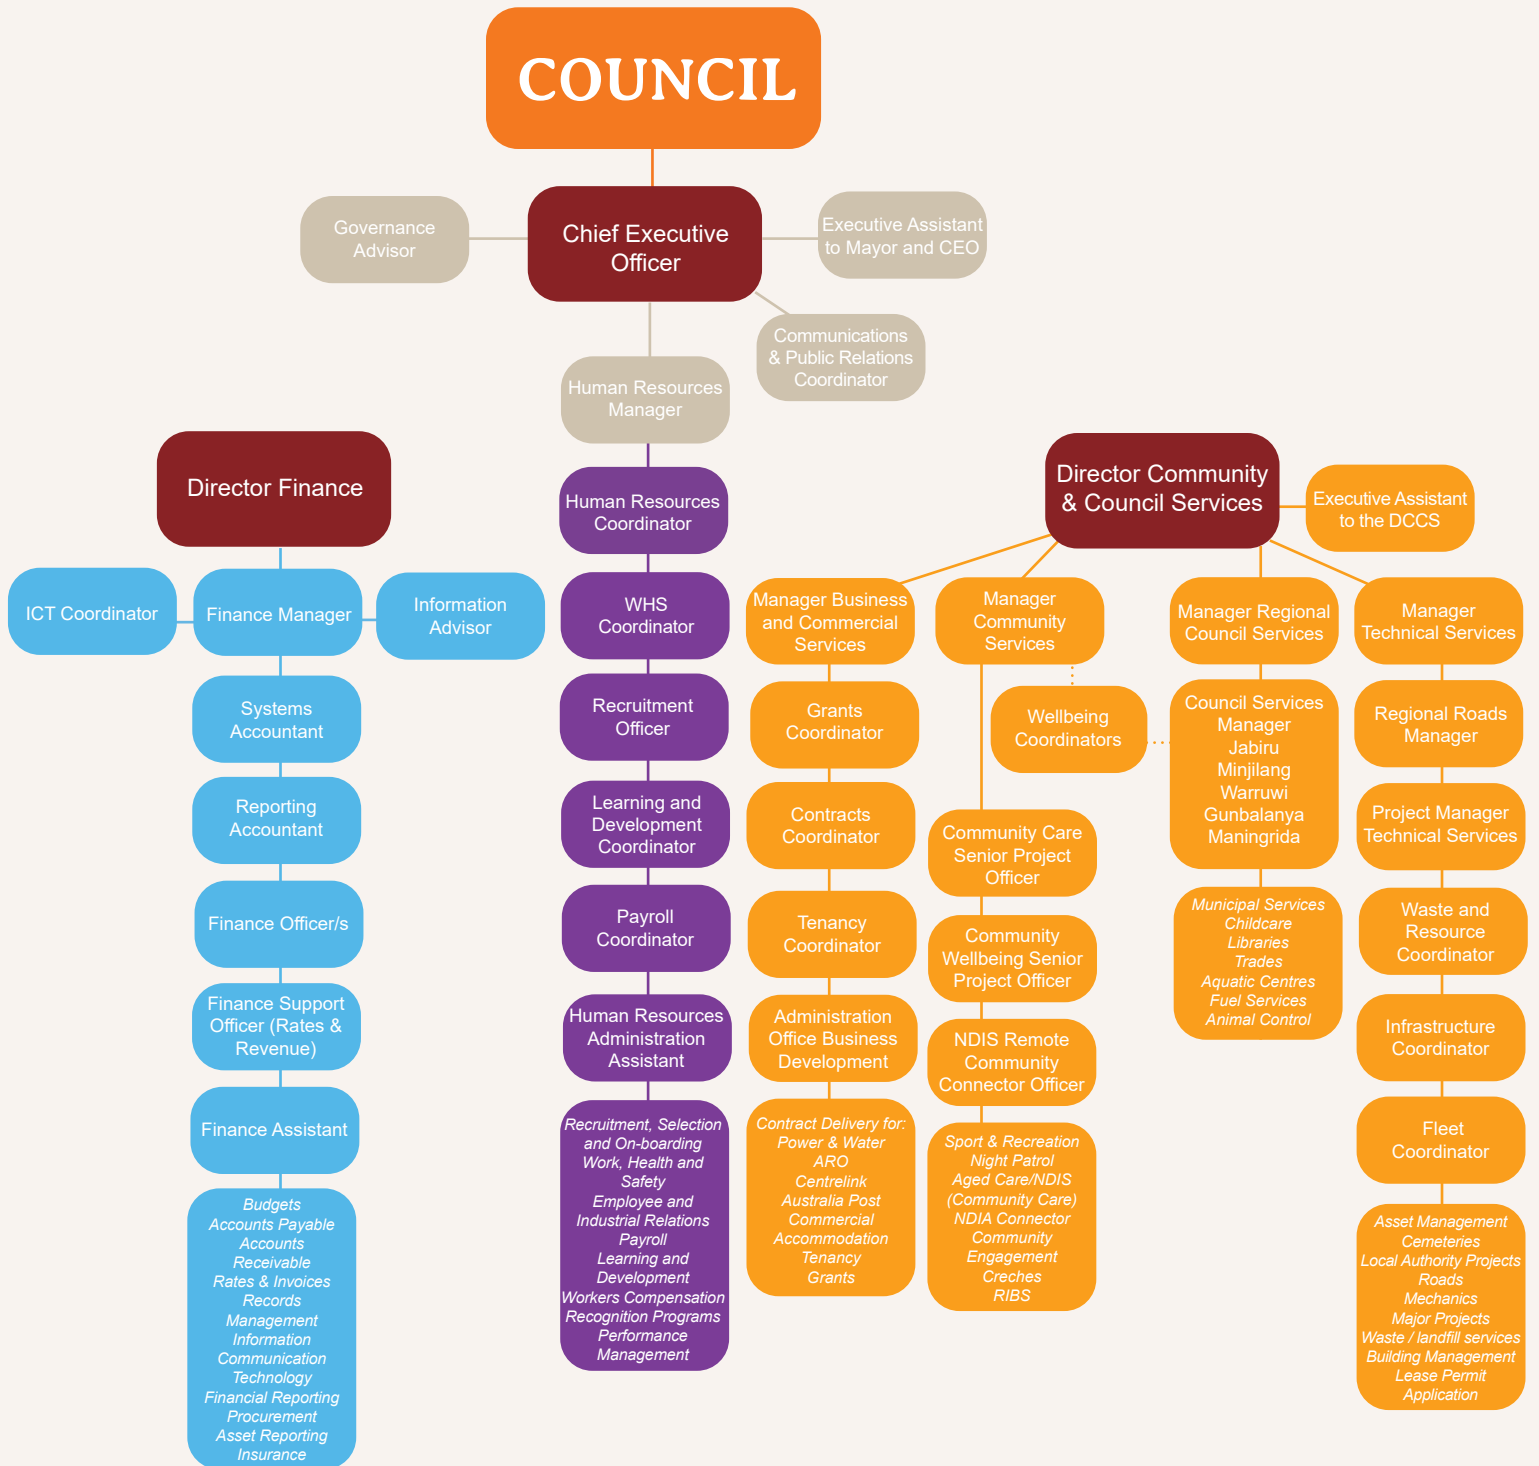 COUNCIL
Governance
Advisor
Chief Executive
Officer
Executive Assistant
to Mayor and CEO
Communications
& Public Relations
Coordinator
Human Resources
Manager
Director Finance
ICT Coordinator
Finance Manager
Information
Advisor
Systems
Accountant
Reporting
Accountant
Finance Officer/s
Finance Support
Officer (Rates &
Revenue)
Finance Assistant
Budgets
Accounts Payable
Accounts
Receivable
Rates & Invoices
Records
Management
Information
Communication
Technology
Financial Reporting
Procurement
Asset Reporting
Insurance
Human Resources
Coordinator
WHS
Coordinator
Recruitment
Officer
Learning and
Development
Coordinator
Payroll
Coordinator
Human Resources
Administration
Assistant
Recruitment, Selection
and On-boarding
Work, Health and
Safety
Employee and
Industrial Relations
Payroll
Learning and
Development
Workers Compensation
Recognition Programs
Performance
Management
Director Community
& Council Services
Executive Assistant
to the DCCS
Manager Business
and Commercial
Services
Grants
Coordinator
Contracts
Coordinator
Tenancy
Coordinator
Administration
Office Business
Development
Contract Delivery for:
Power & Water
ARO
Centrelink
Australia Post
Commercial
Accommodation
Tenancy
Grants
Manager
Community
Services
Wellbeing
Coordinators
Community Care
Senior Project
Officer
Community
Wellbeing Senior
Project Officer
NDIS Remote
Community
Connector Officer
Sport & Recreation
Night Patrol
Aged Care/NDIS
(Community Care)
NDIA Connector
Community
Engagement
Creches
RIBS
Manager Regional
Council Services
Council Services
Manager
Jabiru
Minjilang
Warruwi
Gunbalanya
Maningrida
Municipal Services
Childcare
Libraries
Trades
Aquatic Centres
Fuel Services
Animal Control
Manager
Technical Services
Regional Roads
Manager
Project Manager
Technical Services
Waste and
Resource
Coordinator
Infrastructure
Coordinator
Fleet
Coordinator
Asset Management
Cemeteries
Local Authority Projects
Roads
Mechanics
Major Projects
Waste / landfill services
Building Management
Lease Permit
Application